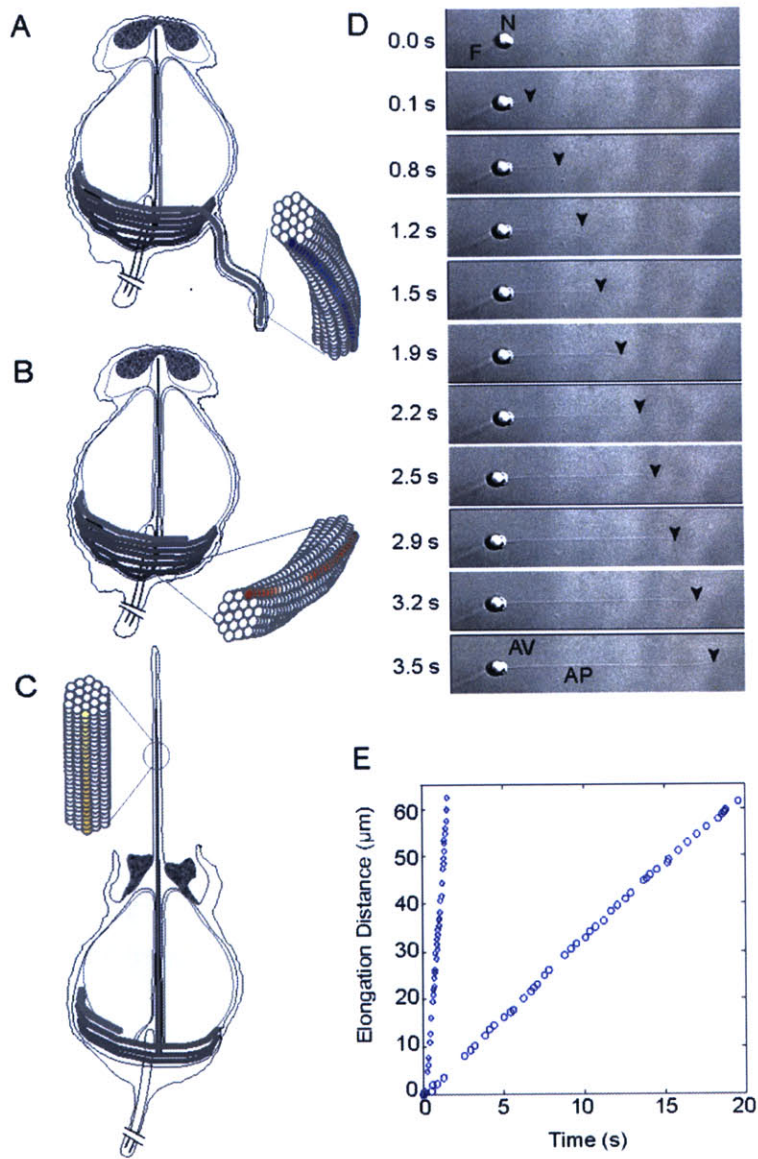 A
B
C
D
0.0 s
N
F
0.1 s
0.8 s
1.2 s
1.5 s
1.9 s
2.2 s
2.5 s
2.9 s
3.2 s
3.5 s
AV
AP
E
Elongation Distance (µm)
60
50
40
30
20
10
0
0
5
10
15
20
Time (s)